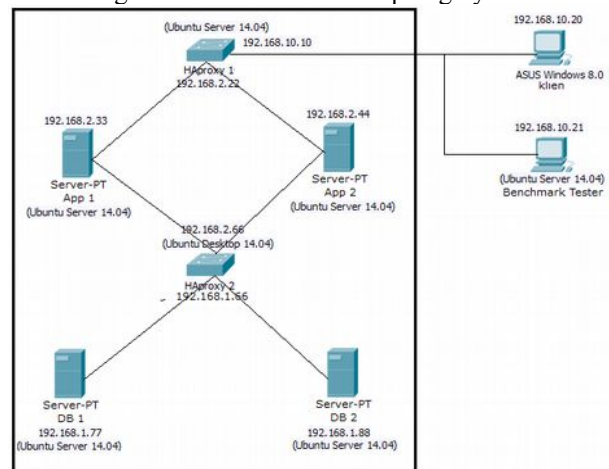 (Ubuntu Server 14.04)
192.168.10.10
HAproxy 1
192.168.2.22
192.168.10.20
ASUS Windows 8.0
klien
192.168.2.33
Server-PT
App 1
(Ubuntu Server 14.04)
192.168.2.44
Server-PT
App 2
(Ubuntu Server 14.04)
192.168.10.21
(Ubuntu Server 14.04)
Benchmark Tester
192.168.2.66
(Ubuntu Desktop 14.04)
HAproxy 2
192.168.1.66
Server-PT
DB 1
192.168.1.77
(Ubuntu Server 14.04)
Server-PT
DB 2
192.168.1.88
(Ubuntu Server 14.04)